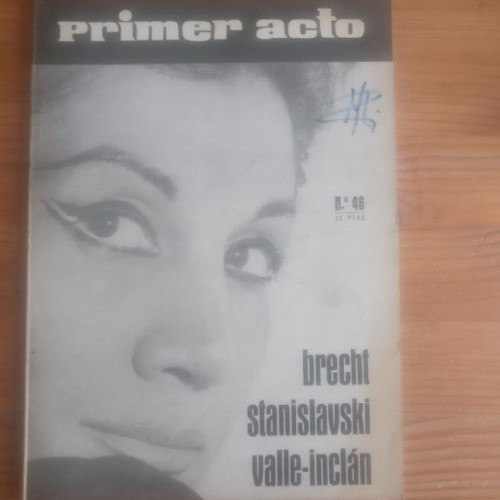 primer acto
n.º 46
25 PTAS
brecht
stanislavski
valle-inclán